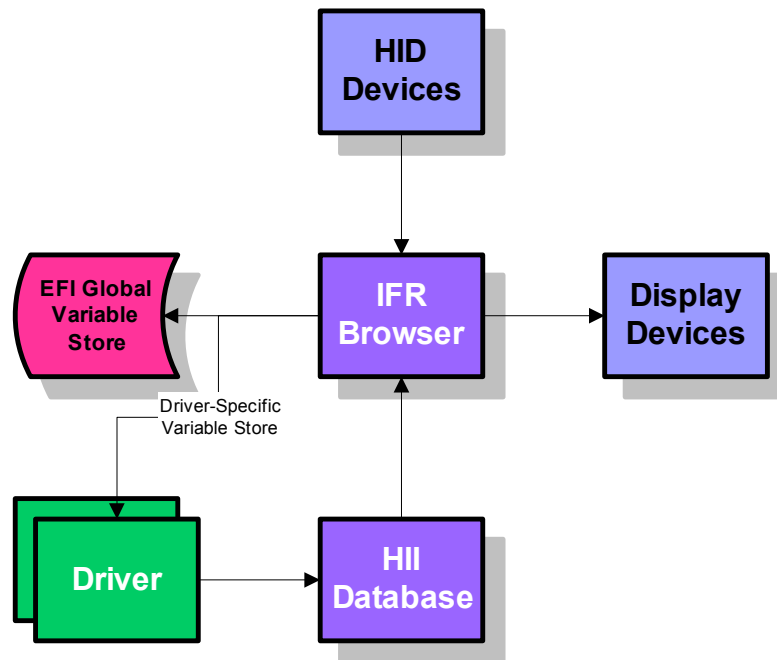 HID
Devices
EFI Global
Variable
Store
IFR
Browser
Display
Devices
Driver-Specific
Variable Store
Driver
HII
Database